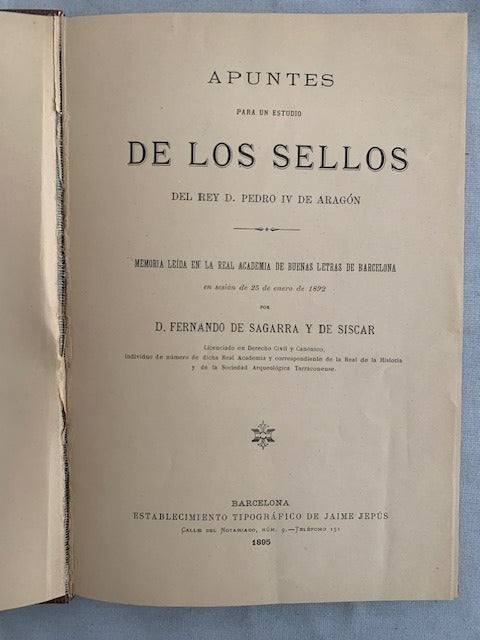 APUNTES
PARA UN ESTUDIO
DE LOS SELLOS
DEL REY D. PEDRO IV DE ARAGÓN
MEMORIA LEÍDA EN LA REAL ACADEMIA DE BUENAS LETRAS DE BARCELONA
en sesión de 25 de enero de 1892
POR
D. FERNANDO DE SAGARRA Y DE SISCAR
Licenciado en Derecho Civil y Canónico,
individuo de número de dicha Real Academia y correspondiente de la Real de la Historia
y de la Sociedad Arqueológica Tarraconense.
BARCELONA
ESTABLECIMIENTO TIPOGRÁFICO DE JAIME JEPÚS
CALLE DEL NOTARIADO, NÚM. 9.—TELÉFONO 151
1895